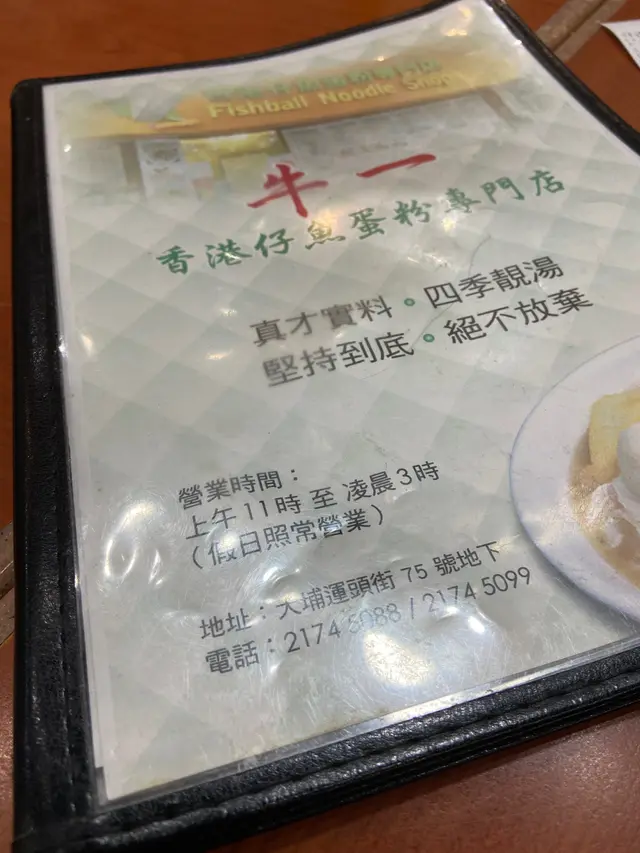 Fishball Noodle Shop
牛一
香港仔魚蛋粉專門店
真才實料。四季靚湯
堅持到底。絕不放棄
營業時間：
上午11時 至 凌晨3時
（假日照常營業）
地址：大埔運頭街 75 號地下
電話：2174 5088 / 2174 5099